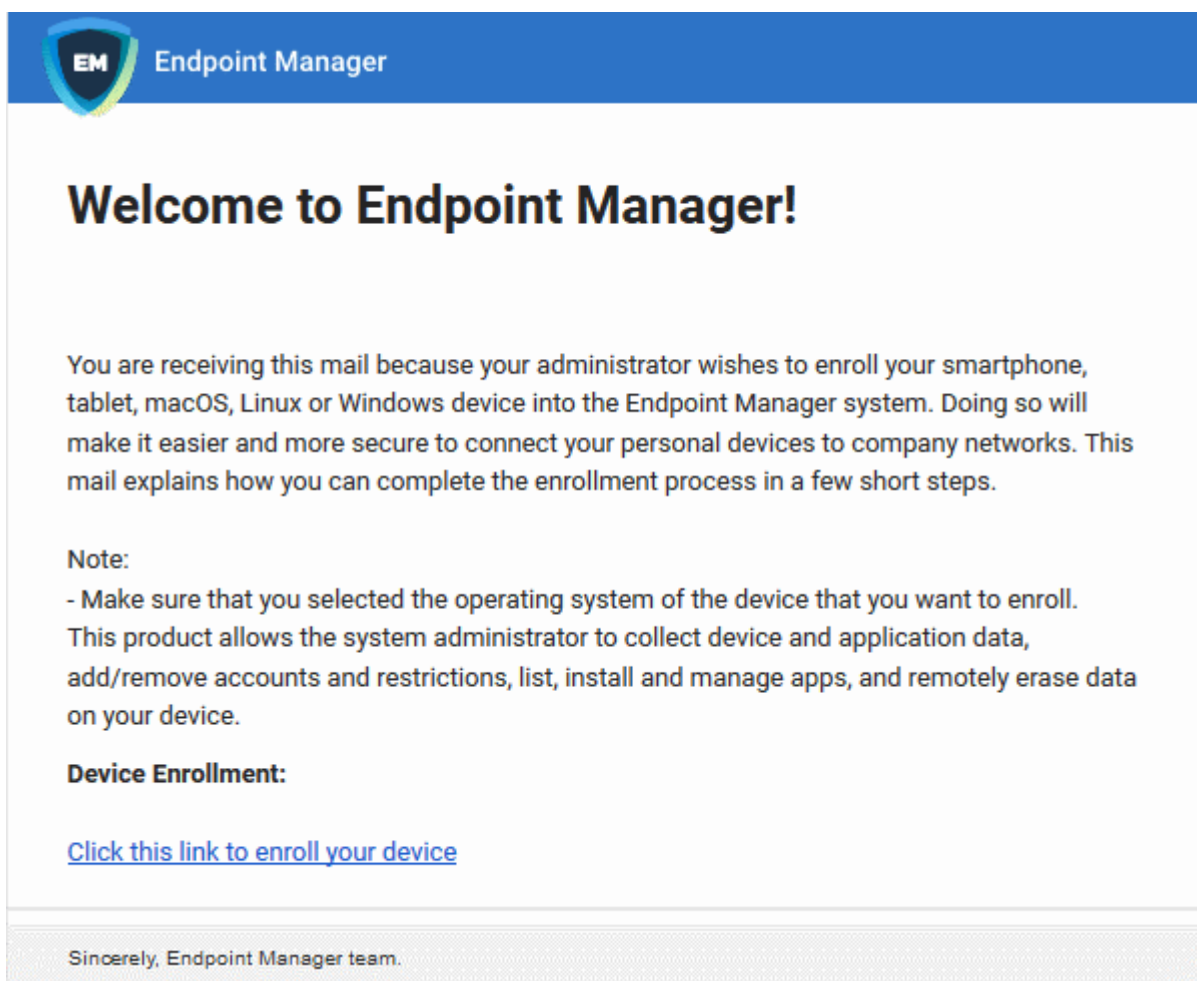 EM
Endpoint Manager
Welcome to Endpoint Manager!
You are receiving this mail because your administrator wishes to enroll your smartphone,
tablet, macOS, Linux or Windows device into the Endpoint Manager system. Doing so will
make it easier and more secure to connect your personal devices to company networks. This
mail explains how you can complete the enrollment process in a few short steps.
Note:
- Make sure that you selected the operating system of the device that you want to enroll.
This product allows the system administrator to collect device and application data,
add/remove accounts and restrictions, list, install and manage apps, and remotely erase data
on your device.
Device Enrollment:
Click this link to enroll your device
Sincerely, Endpoint Manager team.